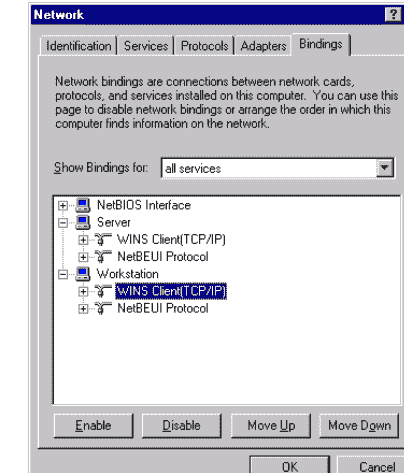 Network ?
Identification Services Protocols Adapters Bindings
Network bindings are connections between network cards,
protocols, and services installed on this computer. You can use this
page to disable network bindings or arrange the order in which this
computer finds information on the network.
Show Bindings for: all services
NetBIOS Interface
Server
WINS Client(TCP/IP)
NetBEUI Protocol
Workstation
WINS Client(TCP/IP)
NetBEUI Protocol
Enable Disable Move Up Move Down
OK Cancel